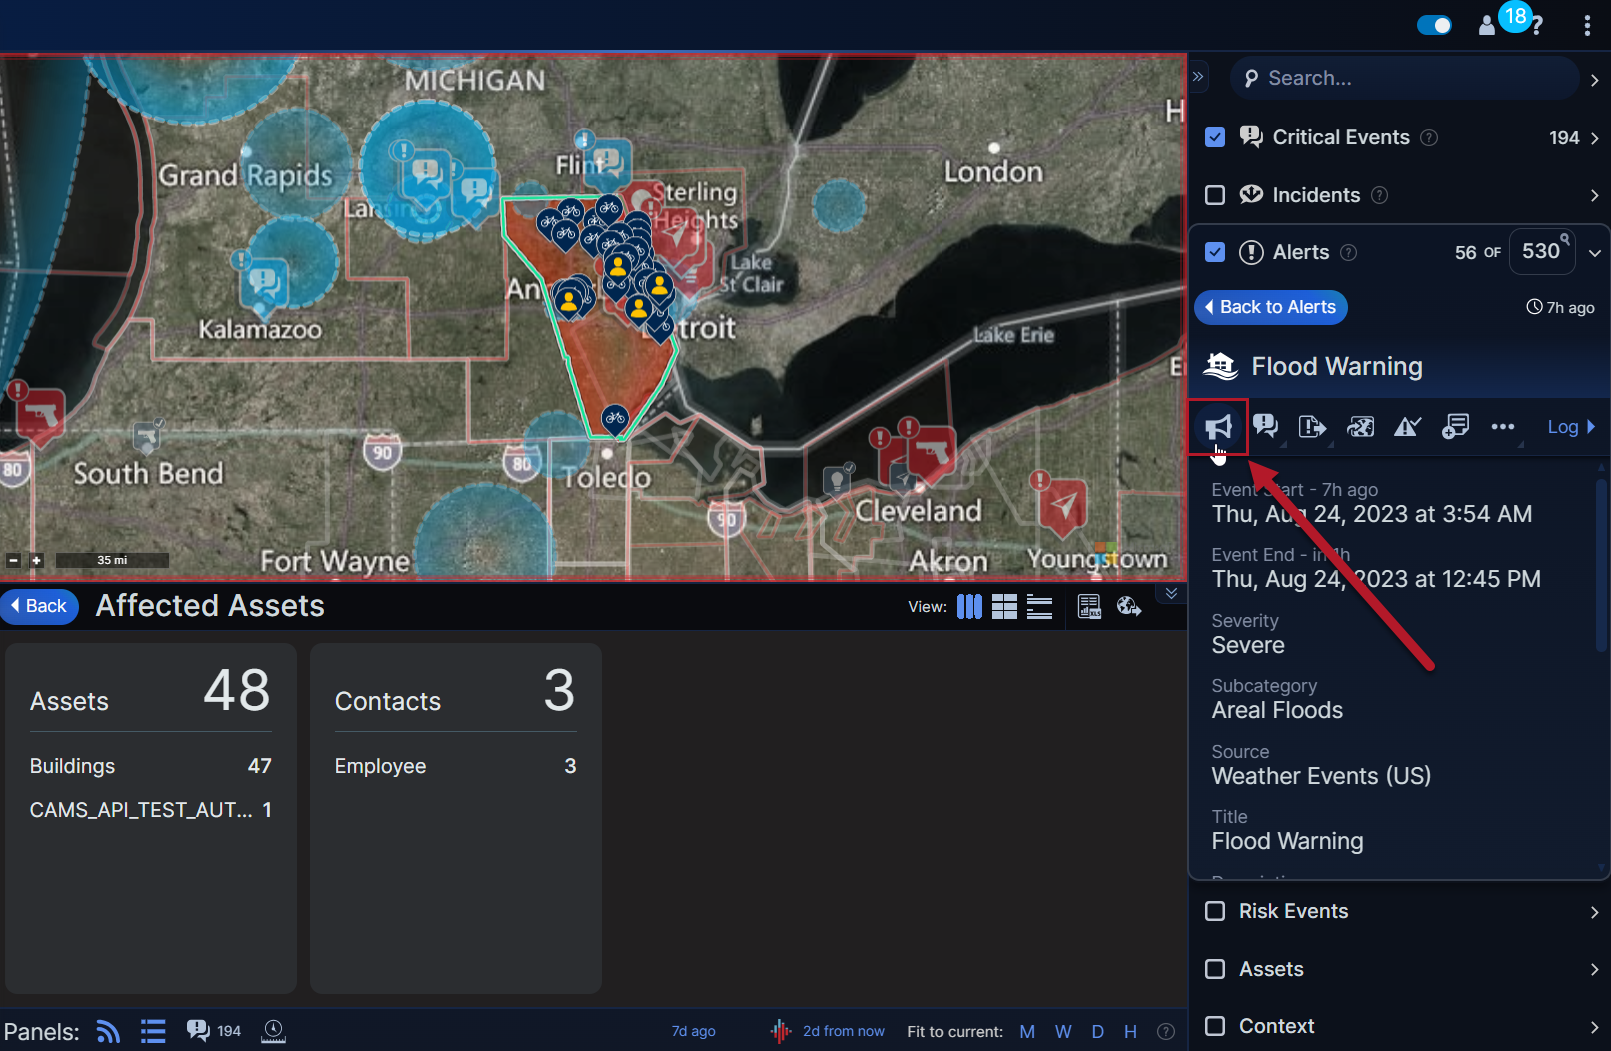 18
?
MICHIGAN
Grand Rapids
Flint
Sterling
Heights
London
Lansing
Lake
St Clair
Kalamazoo
Lake Erie
80
South Bend
90
80
Toledo
90
Cleveland
Fort Wayne
Akron
Youngstown
- + 35 mi
Back
Affected Assets
View:
XLS
Assets 48
Buildings 47
CAMS_API_TEST_AUT... 1
Contacts 3
Employee 3
Panels:
194
7d ago
2d from now
Fit to current: M W D H ?
Search...
Critical Events ? 194
Incidents ?
Alerts ? 56 OF 530
Back to Alerts
7h ago
Flood Warning
Log
Event Start - 7h ago
Thu, Aug 24, 2023 at 3:54 AM
Event End - in 1h
Thu, Aug 24, 2023 at 12:45 PM
Severity
Severe
Subcategory
Areal Floods
Source
Weather Events (US)
Title
Flood Warning
Risk Events
Assets
Context